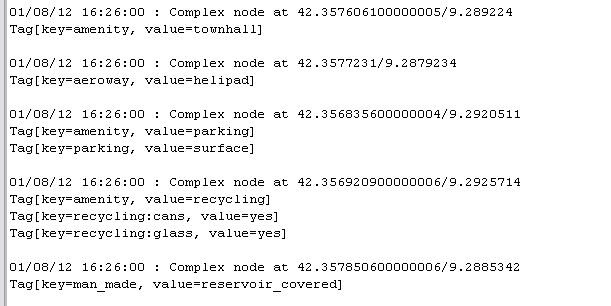 01/08/12 16:26:00 : Complex node at 42.357606100000005/9.289224
Tag[key=amenity, value=townhall]
01/08/12 16:26:00 : Complex node at 42.3577231/9.2879234
Tag[key=aeroway, value=helipad]
01/08/12 16:26:00 : Complex node at 42.356835600000004/9.2920511
Tag[key=amenity, value=parking]
Tag[key=parking, value=surface]
01/08/12 16:26:00 : Complex node at 42.356920900000006/9.2925714
Tag[key=amenity, value=recycling]
Tag[key=recycling:cans, value=yes]
Tag[key=recycling:glass, value=yes]
01/08/12 16:26:00 : Complex node at 42.357850600000006/9.2885342
Tag[key=man_made, value=reservoir_covered]